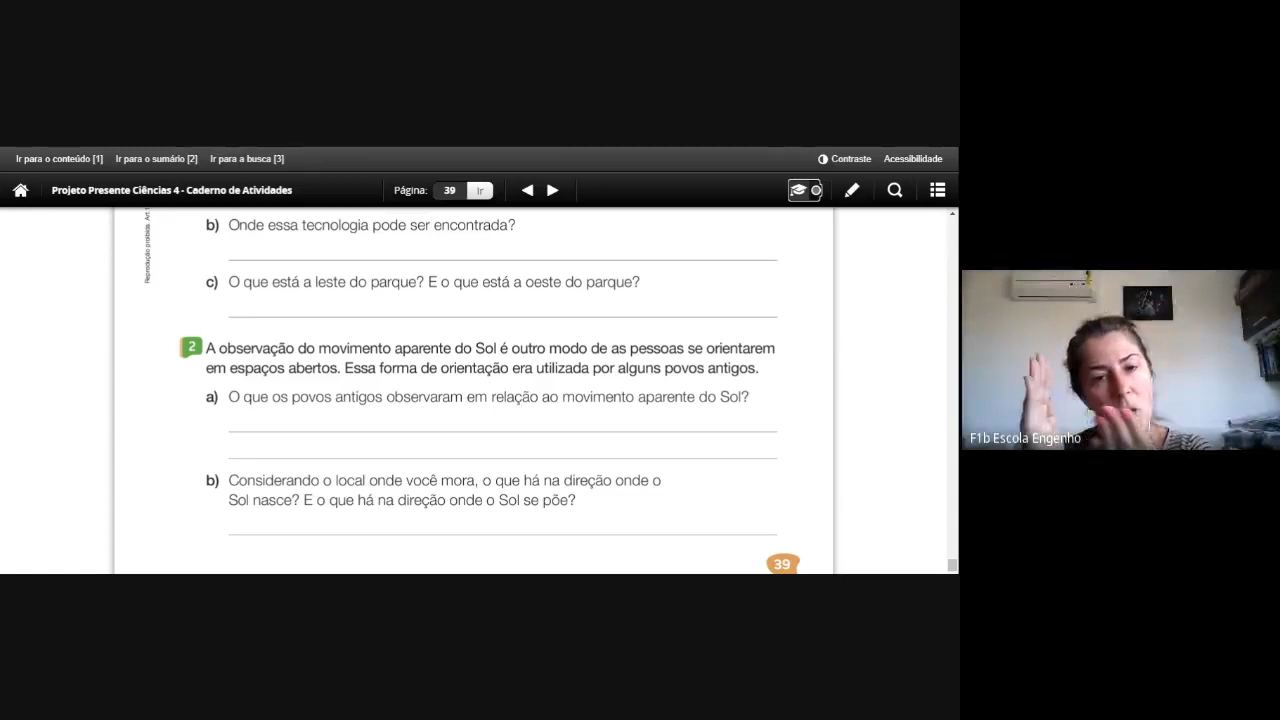 Ir para o conteúdo [1] Ir para o sumário [2] Ir para a busca [3] Contraste Acessibilidade
Projeto Presente Ciências 4 - Caderno de Atividades Página: 39 Ir
Reprodução proibida. Art.
b) Onde essa tecnologia pode ser encontrada?
c) O que está a leste do parque? E o que está a oeste do parque?
2 A observação do movimento aparente do Sol é outro modo de as pessoas se orientarem
em espaços abertos. Essa forma de orientação era utilizada por alguns povos antigos.
a) O que os povos antigos observaram em relação ao movimento aparente do Sol?
b) Considerando o local onde você mora, o que há na direção onde o
Sol nasce? E o que há na direção onde o Sol se põe?
39
F1b Escola Engenho